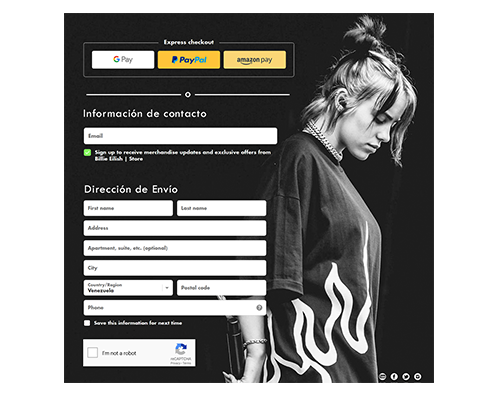 Express checkout
G Pay
PayPal
amazon pay
O
Información de contacto
Email
Sign up to receive merchandise updates and exclusive offers from
Billie Eilish | Store
Dirección de Envío
First name
Last name
Address
Apartment, suite, etc. (optional)
City
Country/Region
Venezuela
Postal code
Phone
?
Save this information for next time
I'm not a robot
reCAPTCHA
Privacy - Terms